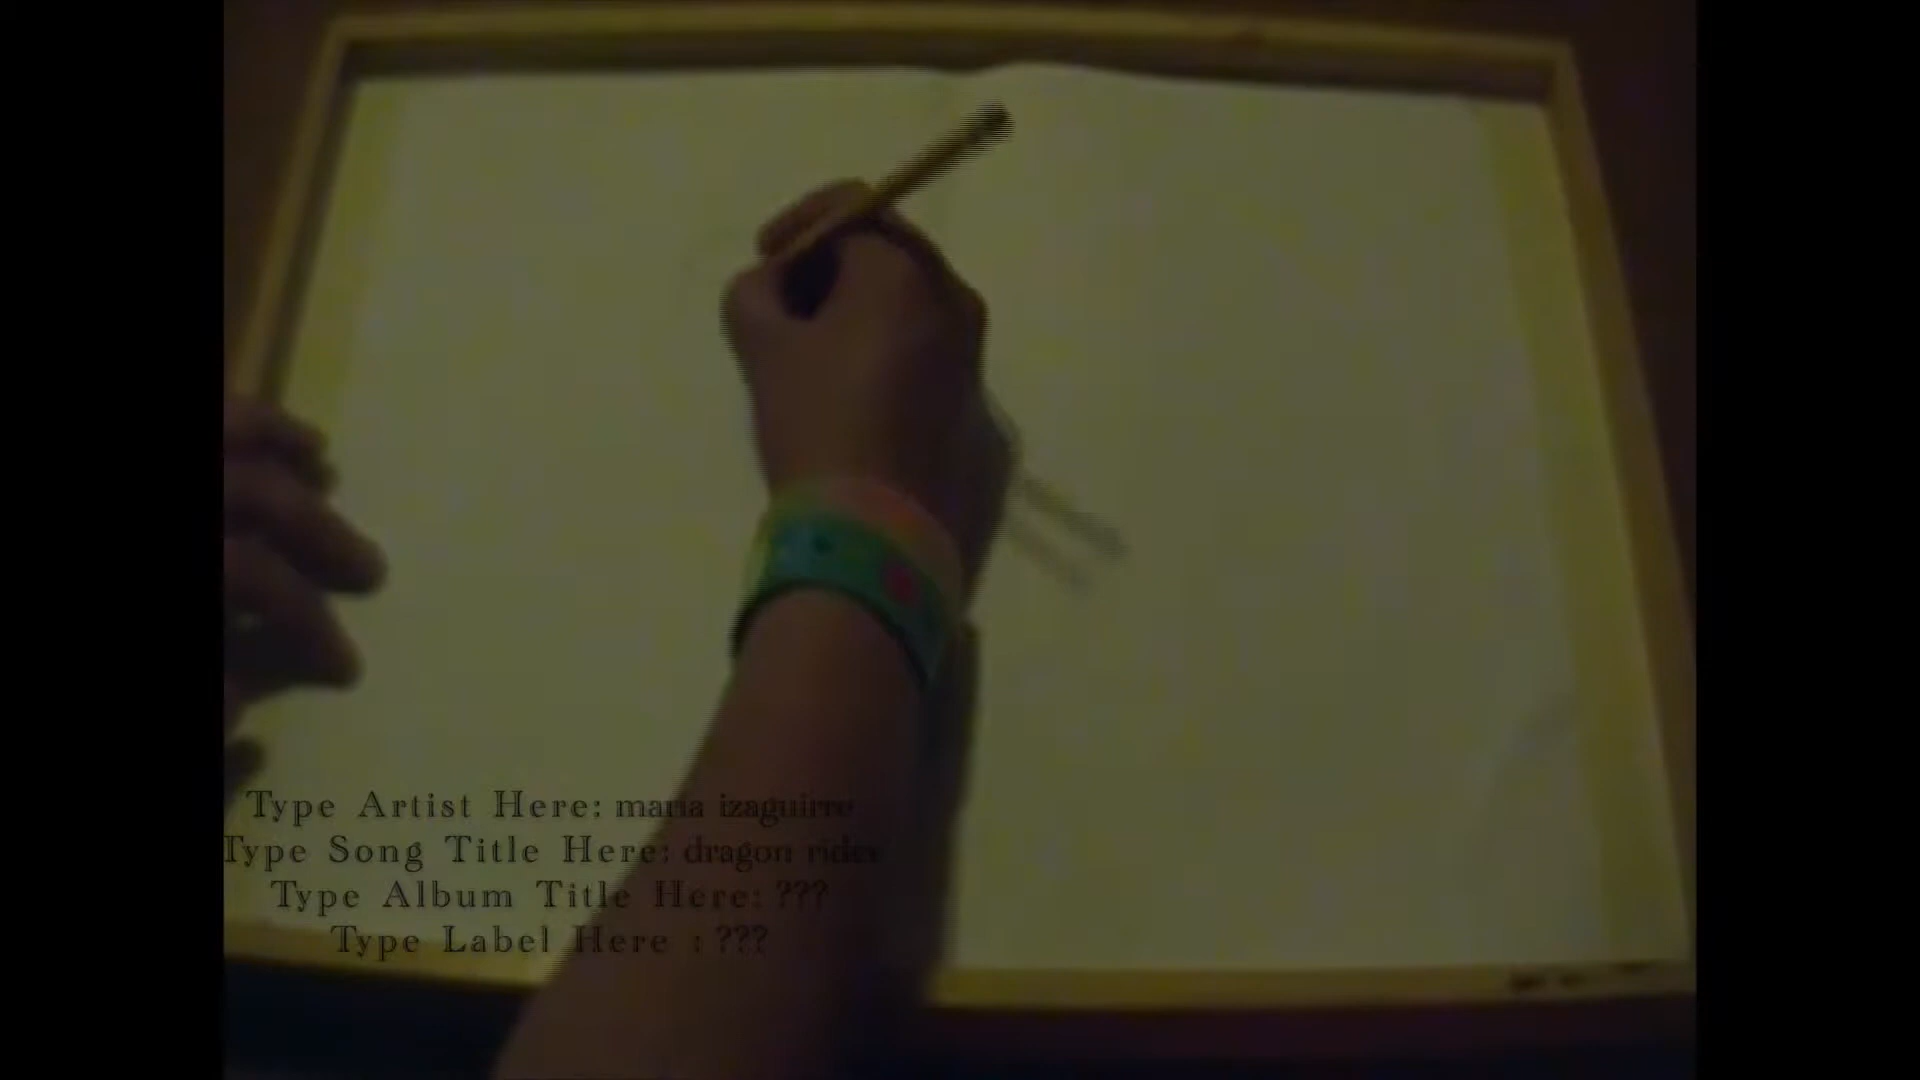 Type Artist Here: maria izaguirre
Type Song Title Here: dragon rider
Type Album Title Here: ???
Type Label Here : ???